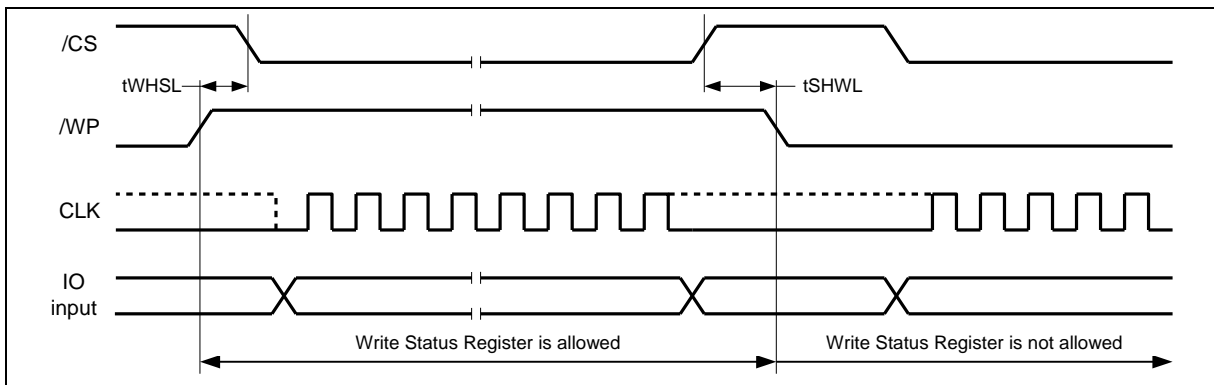 /CS
tWHSL
tSHWL
/WP
CLK
IO
input
Write Status Register is allowed
Write Status Register is not allowed